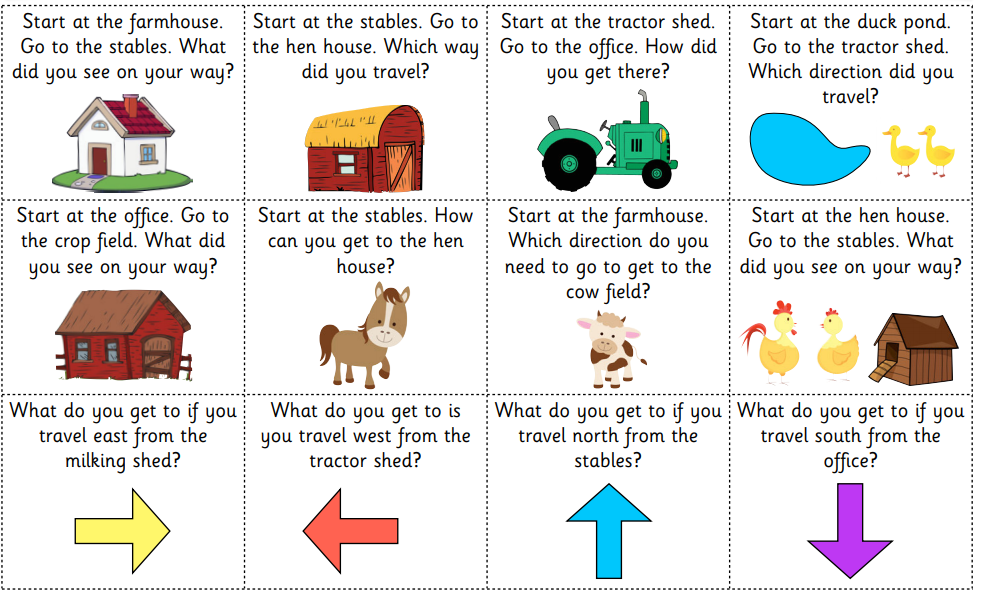 Start at the farmhouse.
Go to the stables. What
did you see on your way?
Start at the stables. Go to
the hen house. Which way
did you travel?
Start at the tractor shed.
Go to the office. How did
you get there?
Start at the duck pond.
Go to the tractor shed.
Which direction did you
travel?
Start at the office. Go to
the crop field. What did
you see on your way?
Start at the stables. How
can you get to the hen
house?
Start at the farmhouse.
Which direction do you
need to go to get to the
cow field?
Start at the hen house.
Go to the stables. What
did you see on your way?
What do you get to if you
travel east from the
milking shed?
What do you get to is
you travel west from the
tractor shed?
What do you get to if you
travel north from the
stables?
What do you get to if you
travel south from the
office?